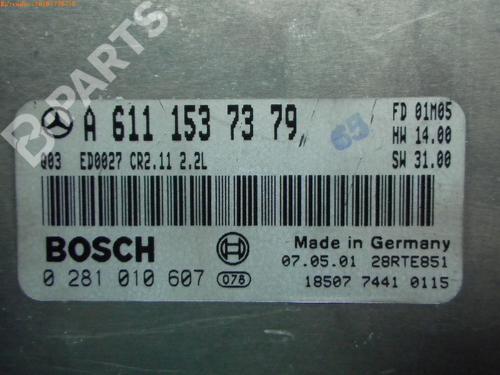 B-PARTS
A 611 153 73 79
65
FD 01M05
HW 14.00
SW 31.00
Q03 ED0027 CR2.11 2.2L
BOSCH
0 281 010 607 078
Made in Germany
07.05.01 28RTE851
18507 7441 0115